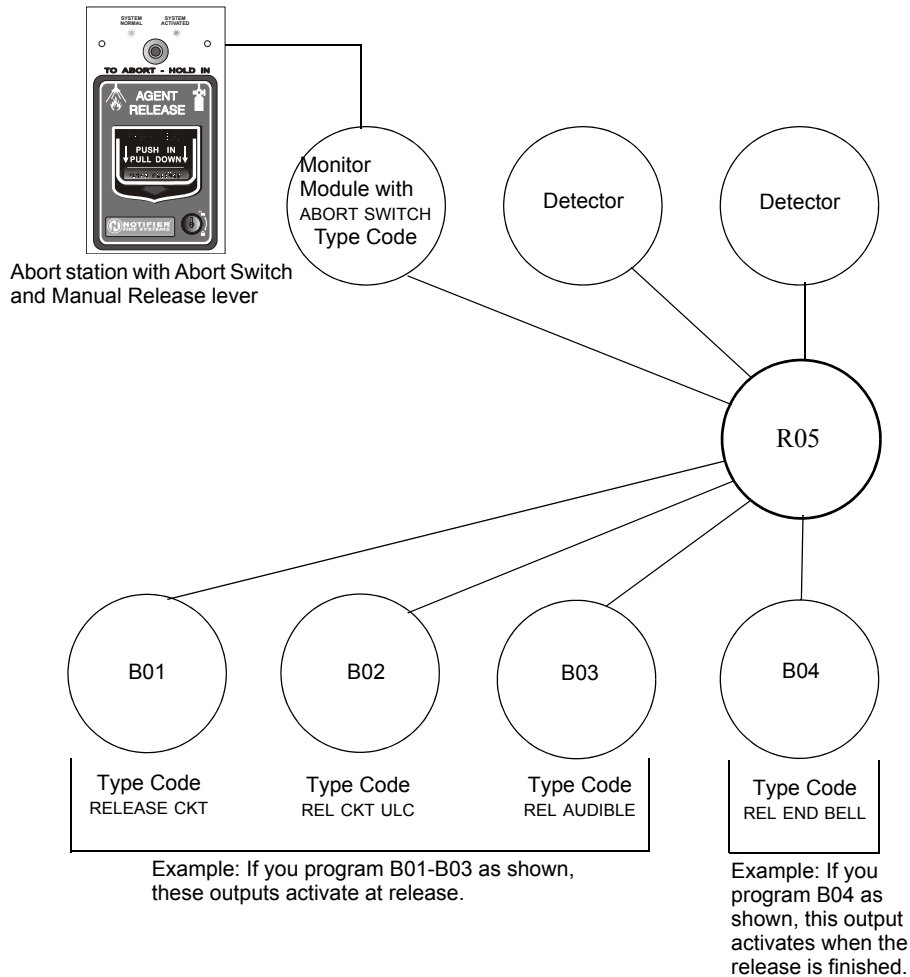 SYSTEM NORMAL
SYSTEM ACTIVATED
TO ABORT - HOLD IN
AGENT
RELEASE
PUSH IN
PULL DOWN
NOTIFIER
FIRE SYSTEMS
Abort station with Abort Switch
and Manual Release lever
Monitor
Module with
ABORT SWITCH
Type Code
Detector
Detector
R05
B01
B02
B03
B04
Type Code
RELEASE CKT
Type Code
REL CKT ULC
Type Code
REL AUDIBLE
Type Code
REL END BELL
Example: If you program B01-B03 as shown,
these outputs activate at release.
Example: If you
program B04 as
shown, this output
activates when the
release is finished.